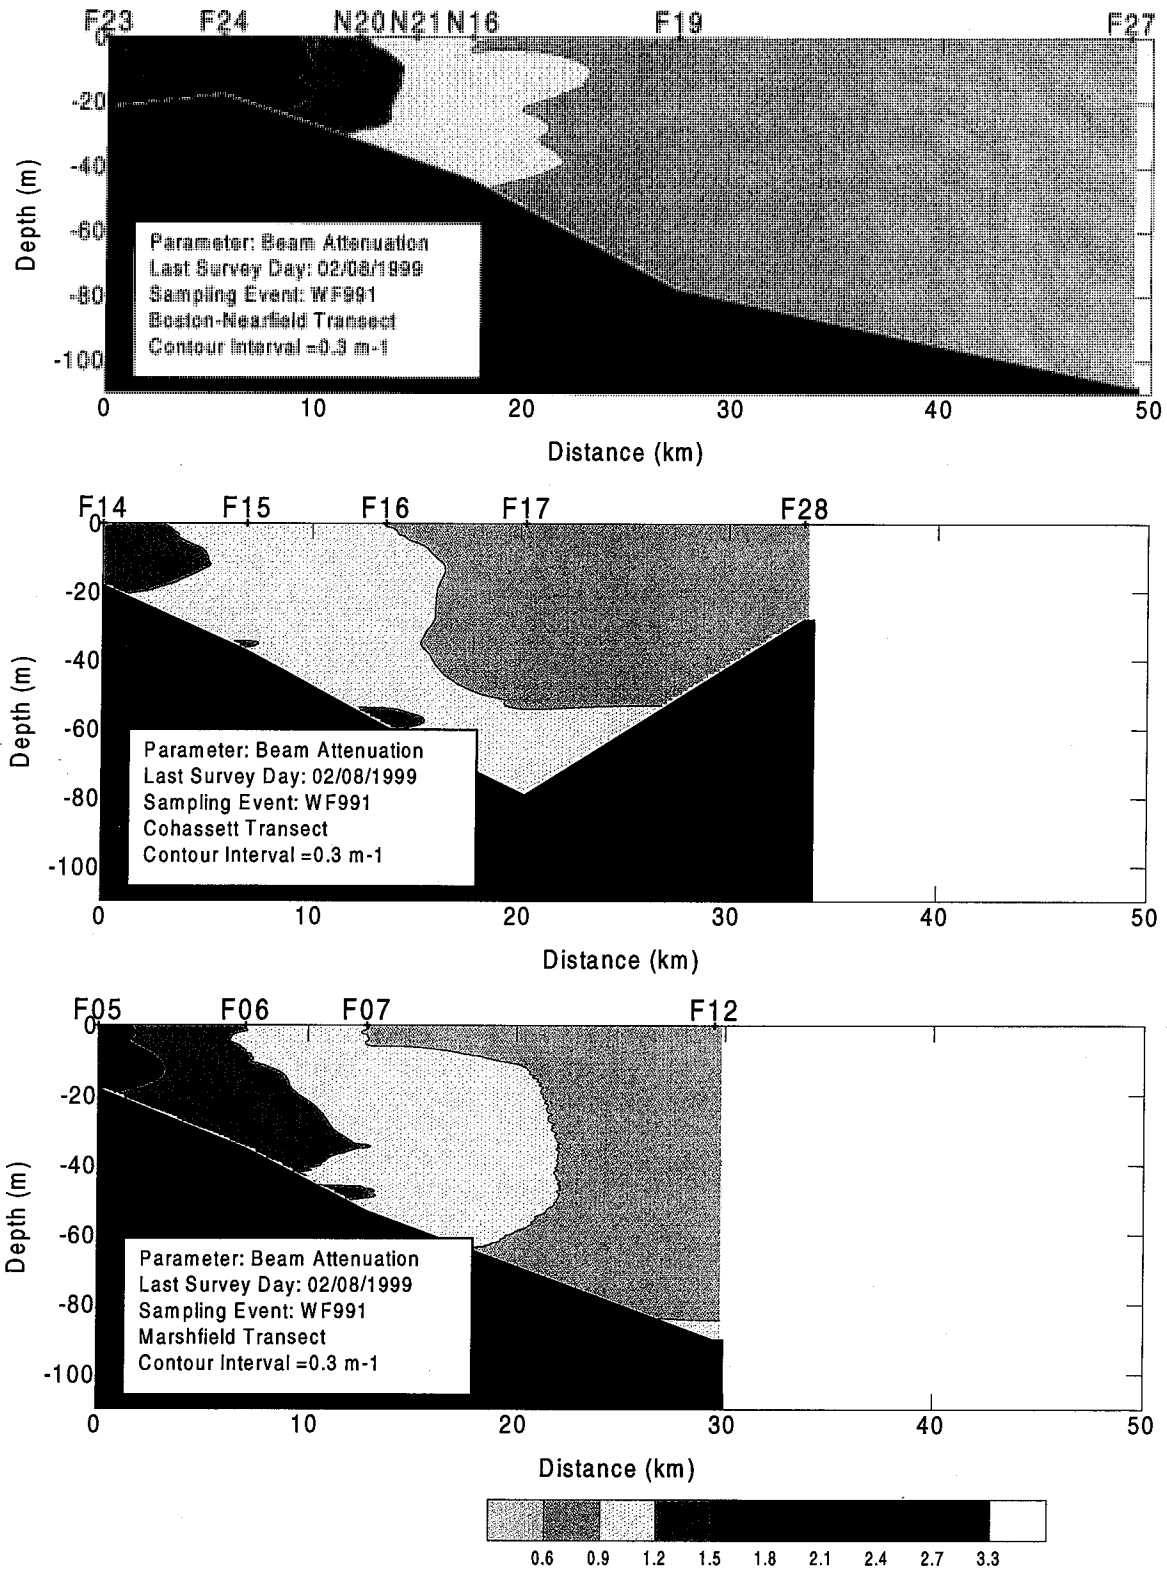 F23 F24 N20 N21 N16 F19 F27
0
-20
-40
-60
-80
-100
Depth (m)
Parameter: Beam Attenuation
Last Survey Day: 02/08/1999
Sampling Event: WF991
Boston-Nearfield Transect
Contour Interval =0.3 m-1
0 10 20 30 40 50
Distance (km)
F14 F15 F16 F17 F28
0
-20
-40
-60
-80
-100
Depth (m)
Parameter: Beam Attenuation
Last Survey Day: 02/08/1999
Sampling Event: WF991
Cohassett Transect
Contour Interval =0.3 m-1
0 10 20 30 40 50
Distance (km)
F05 F06 F07 F12
0
-20
-40
-60
-80
-100
Depth (m)
Parameter: Beam Attenuation
Last Survey Day: 02/08/1999
Sampling Event: WF991
Marshfield Transect
Contour Interval =0.3 m-1
0 10 20 30 40 50
Distance (km)
0.6 0.9 1.2 1.5 1.8 2.1 2.4 2.7 3.3